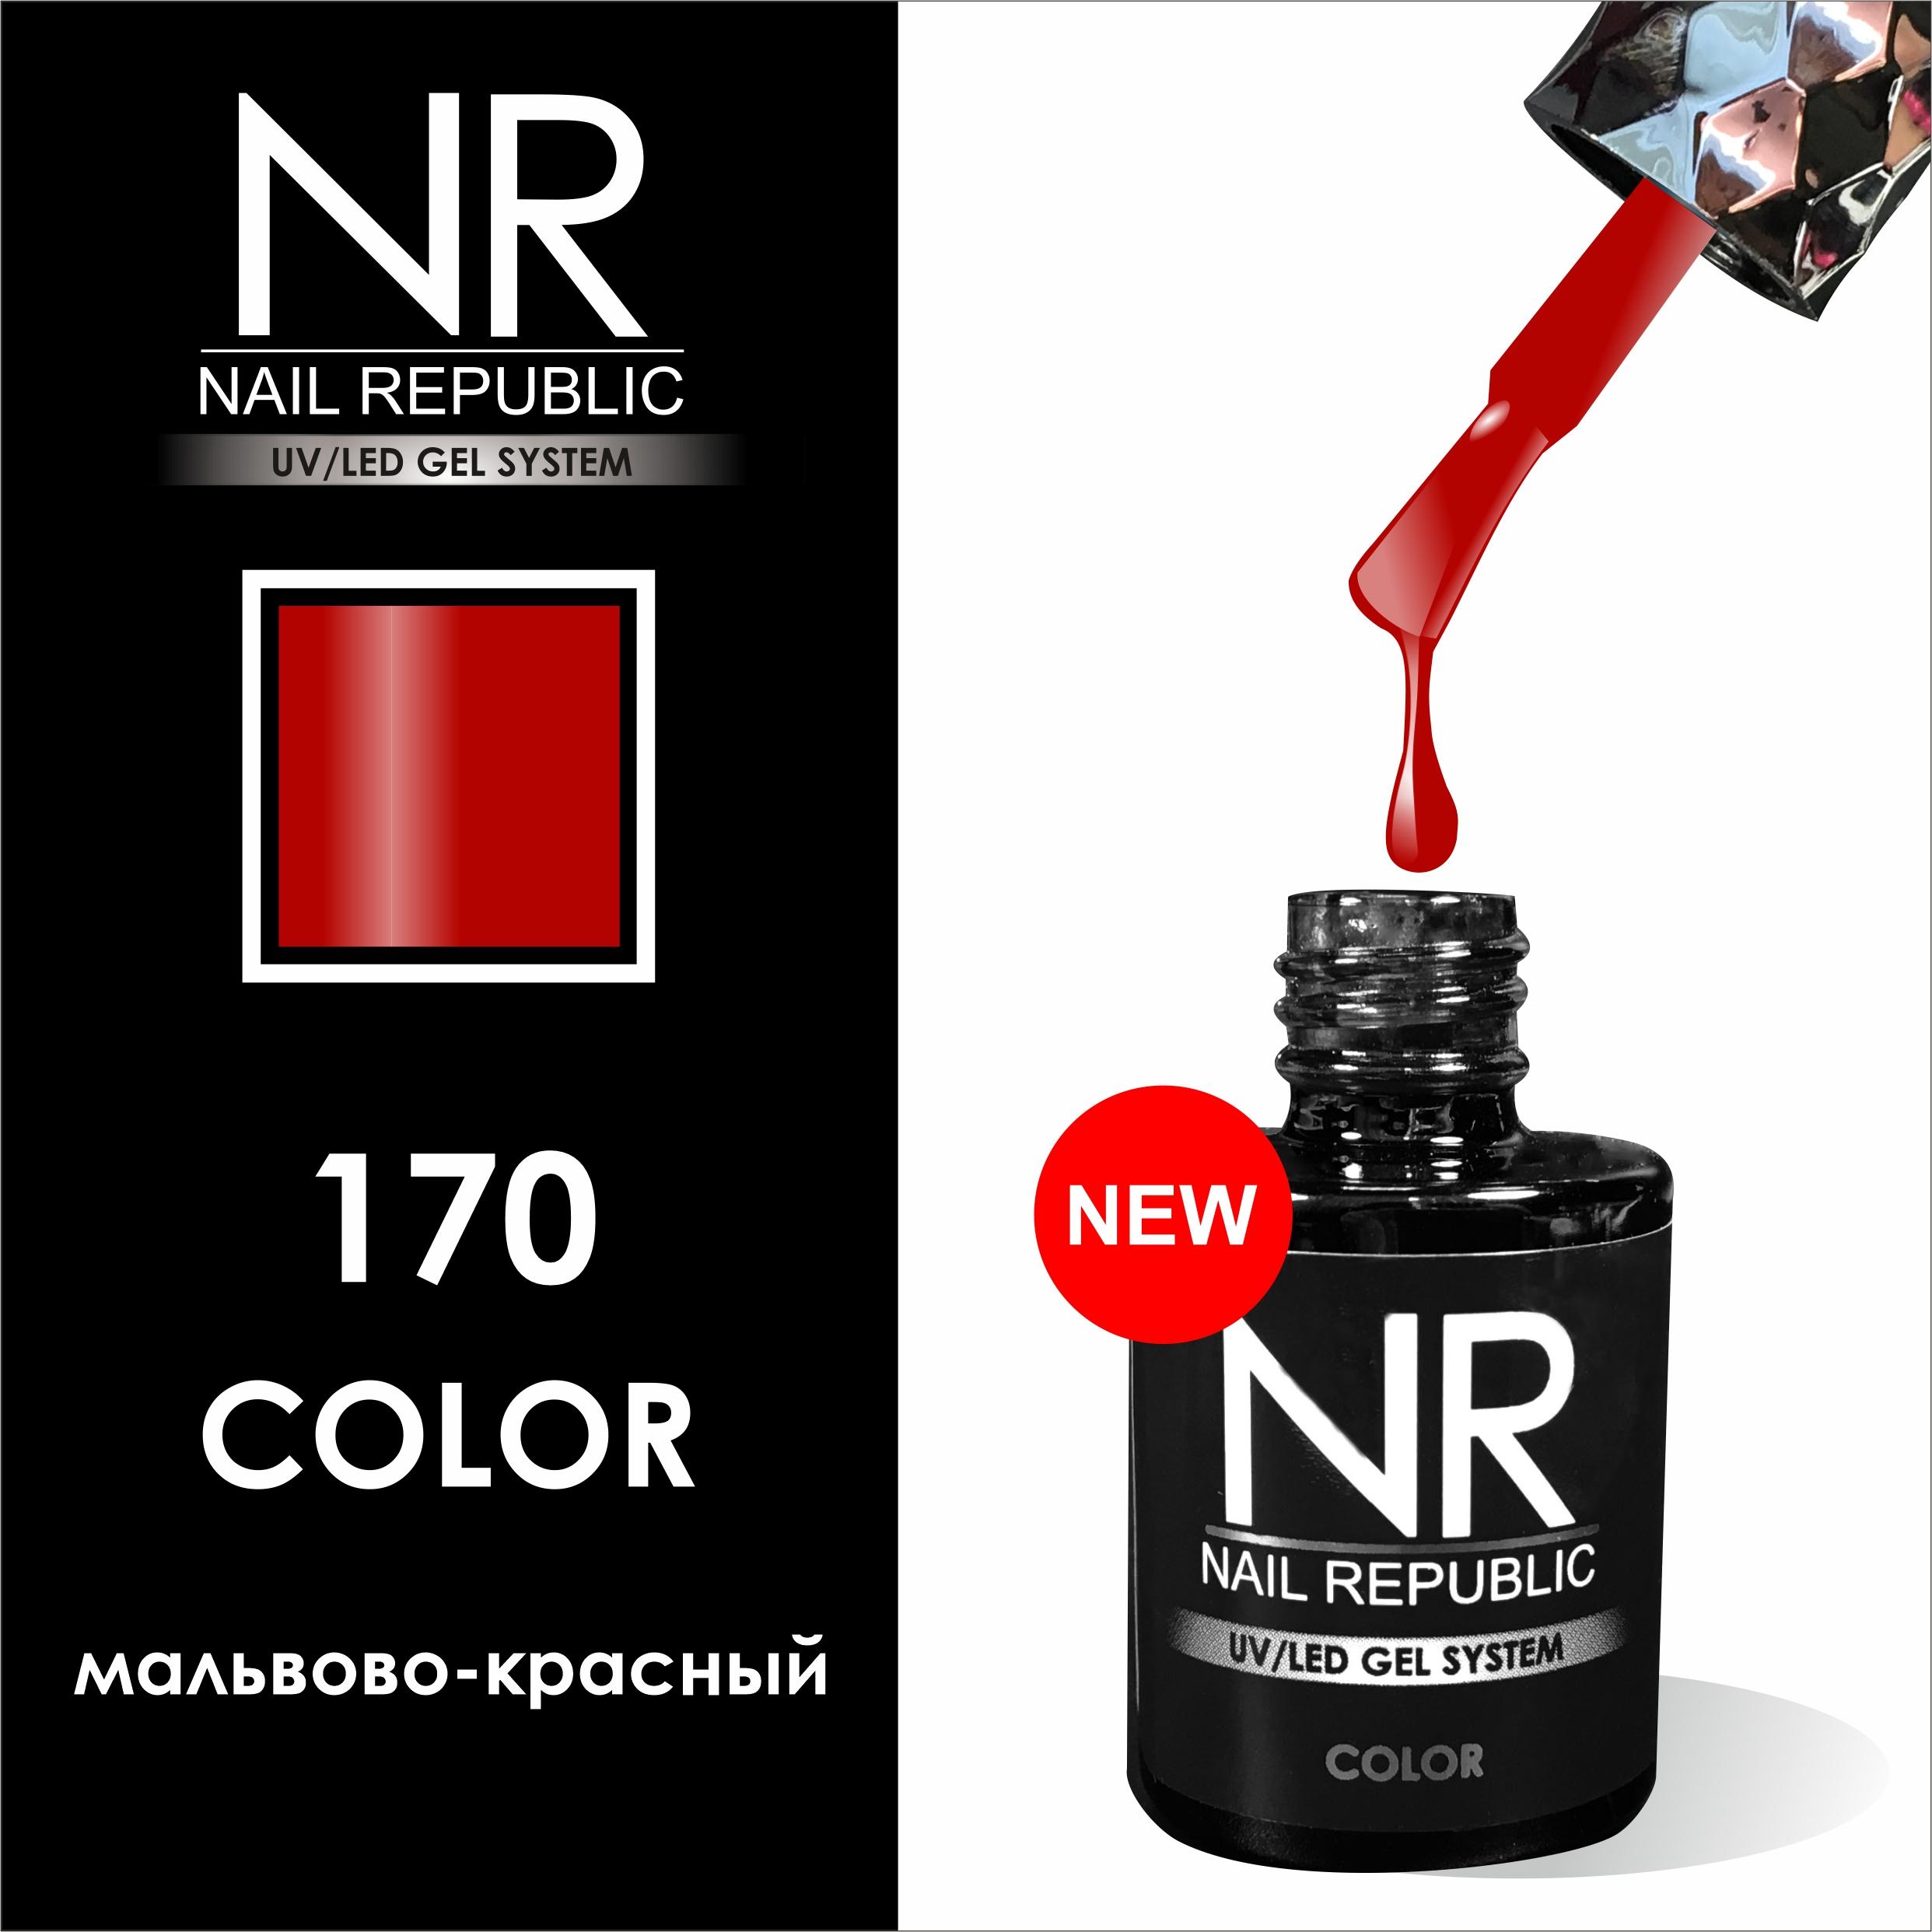 NR
NAIL REPUBLIC
UV/LED GEL SYSTEM
170
COLOR
мальвово-красный
NEW
NR
NAIL REPUBLIC
UV/LED GEL SYSTEM
COLOR